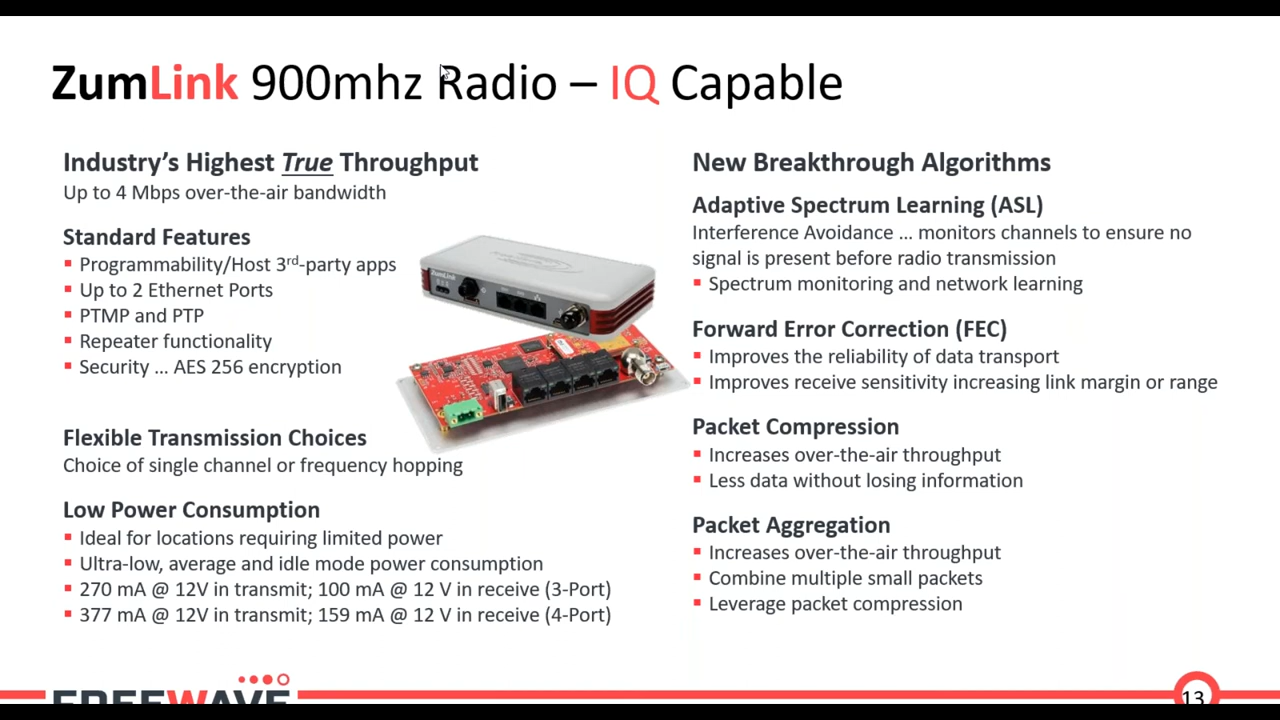 ZumLink 900mhz Radio – IQ Capable
Industry's Highest True Throughput
Up to 4 Mbps over-the-air bandwidth
Standard Features
▪ Programmability/Host 3rd-party apps
▪ Up to 2 Ethernet Ports
▪ PTMP and PTP
▪ Repeater functionality
▪ Security ... AES 256 encryption
Flexible Transmission Choices
Choice of single channel or frequency hopping
Low Power Consumption
▪ Ideal for locations requiring limited power
▪ Ultra-low, average and idle mode power consumption
▪ 270 mA @ 12V in transmit; 100 mA @ 12 V in receive (3-Port)
▪ 377 mA @ 12V in transmit; 159 mA @ 12 V in receive (4-Port)
ZumLink
New Breakthrough Algorithms
Adaptive Spectrum Learning (ASL)
Interference Avoidance ... monitors channels to ensure no
signal is present before radio transmission
▪ Spectrum monitoring and network learning
Forward Error Correction (FEC)
▪ Improves the reliability of data transport
▪ Improves receive sensitivity increasing link margin or range
Packet Compression
▪ Increases over-the-air throughput
▪ Less data without losing information
Packet Aggregation
▪ Increases over-the-air throughput
▪ Combine multiple small packets
▪ Leverage packet compression
FREEWAVE
13